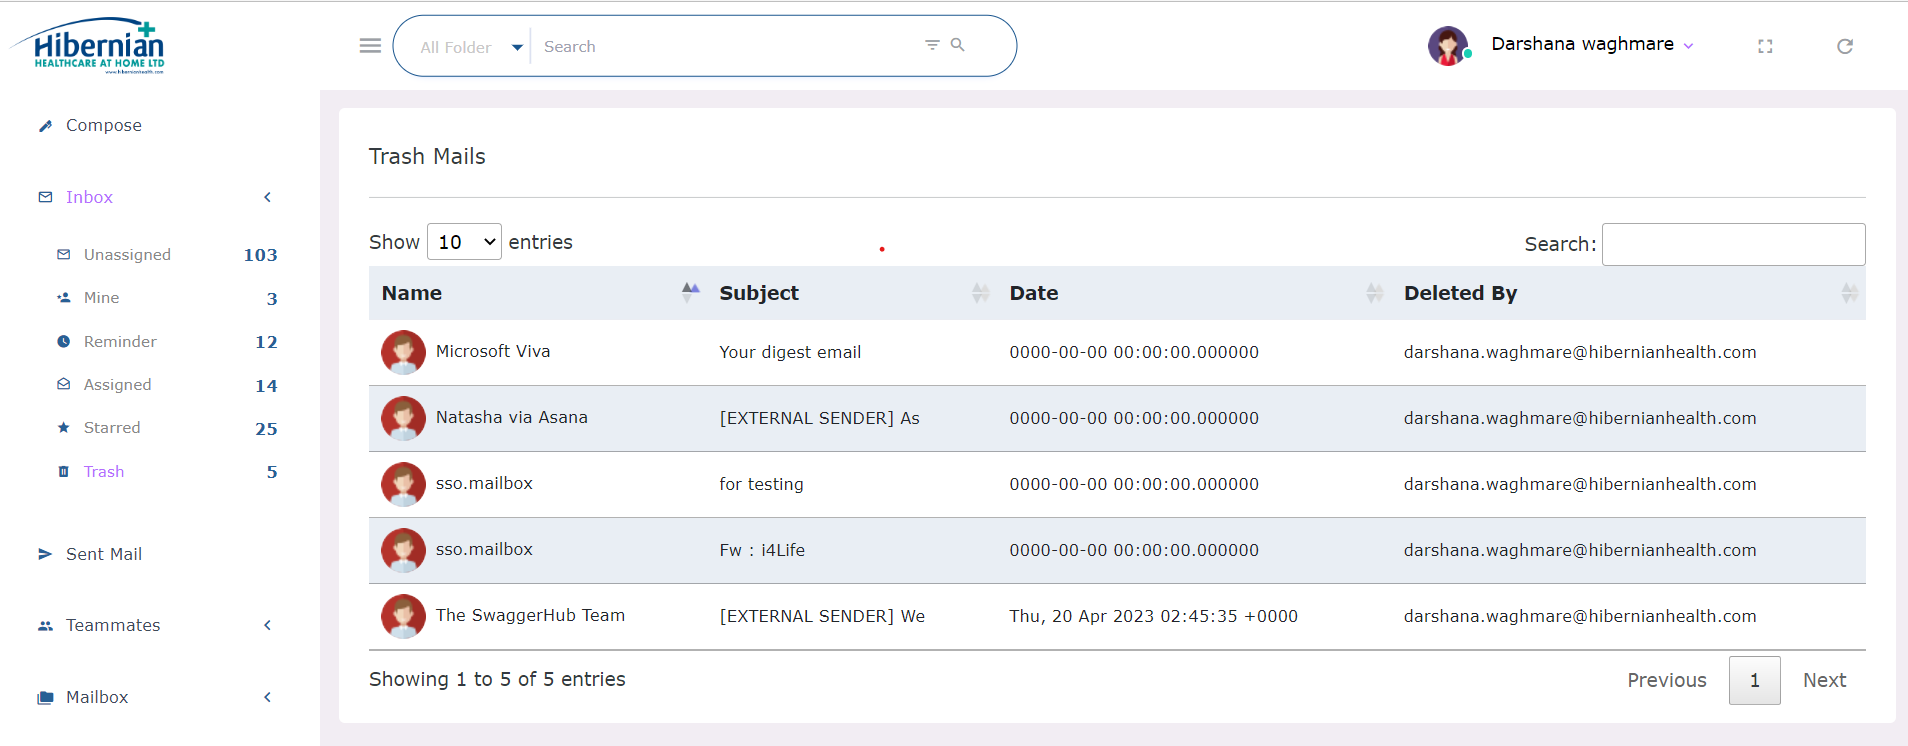 Hibernian
HEALTHCARE AT HOME LTD
www.hibernianhealth.com
All Folder Search
Darshana waghmare
Compose
Inbox
Unassigned 103
Mine 3
Reminder 12
Assigned 14
Starred 25
Trash 5
Sent Mail
Teammates
Mailbox
Trash Mails
Show 10 entries
Search:
Name Subject Date Deleted By
Microsoft Viva Your digest email 0000-00-00 00:00:00.000000 darshana.waghmare@hibernianhealth.com
Natasha via Asana [EXTERNAL SENDER] As 0000-00-00 00:00:00.000000 darshana.waghmare@hibernianhealth.com
sso.mailbox for testing 0000-00-00 00:00:00.000000 darshana.waghmare@hibernianhealth.com
sso.mailbox Fw : i4Life 0000-00-00 00:00:00.000000 darshana.waghmare@hibernianhealth.com
The SwaggerHub Team [EXTERNAL SENDER] We Thu, 20 Apr 2023 02:45:35 +0000 darshana.waghmare@hibernianhealth.com
Showing 1 to 5 of 5 entries
Previous 1 Next